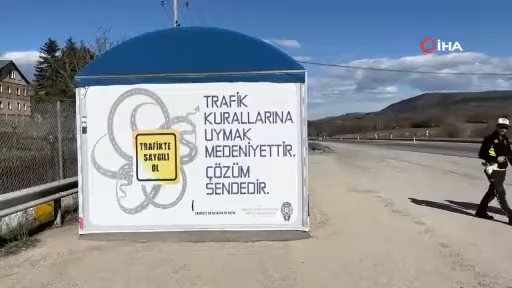 İHA
TRAFİK
KURALLARINA
UYMAK
MEDENİYETTİR.
ÇÖZÜM
SENDEDİR.
TRAFİKTE
SAYGILI
OL